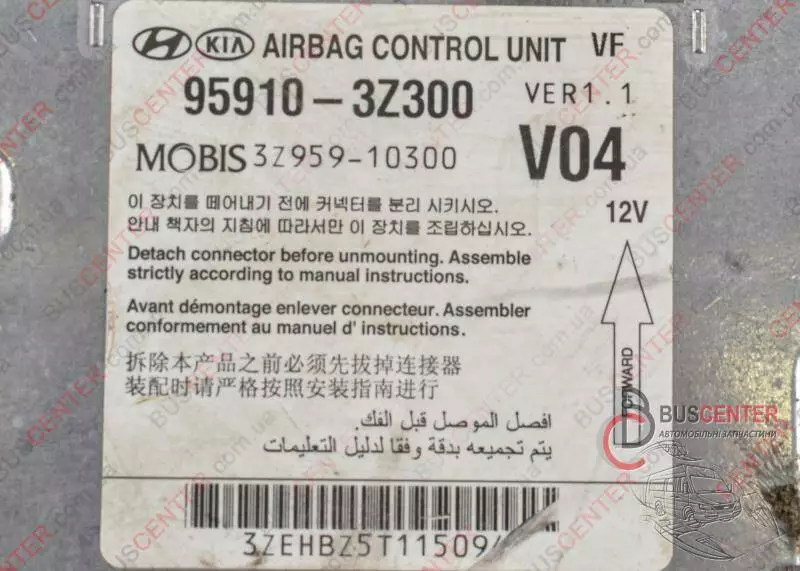 HYUNDAI KIA AIRBAG CONTROL UNIT VF
95910-3Z300 VER1.1
MOBIS 3Z959-10300 V04
이 장치를 떼어내기 전에 커넥터를 분리 시키시오.
안내 책자의 지침에 따라서만 이 장치를 조립하십시오.
12V
Detach connector before unmounting. Assemble
strictly according to manual instructions.
Avant démontage enlever connecteur. Assembler
conformement au manuel d' instructions.
拆除本产品之前必须先拔掉连接器
装配时请严格按照安装指南进行
FORWARD
افصل الموصل قبل الفك.
يتم تجميعه بدقة وفقا لدليل التعليمات
BUSCENTER
АВТОМОБІЛЬНІ ЗАПЧАСТИНИ
3ZEHBZ5T11509